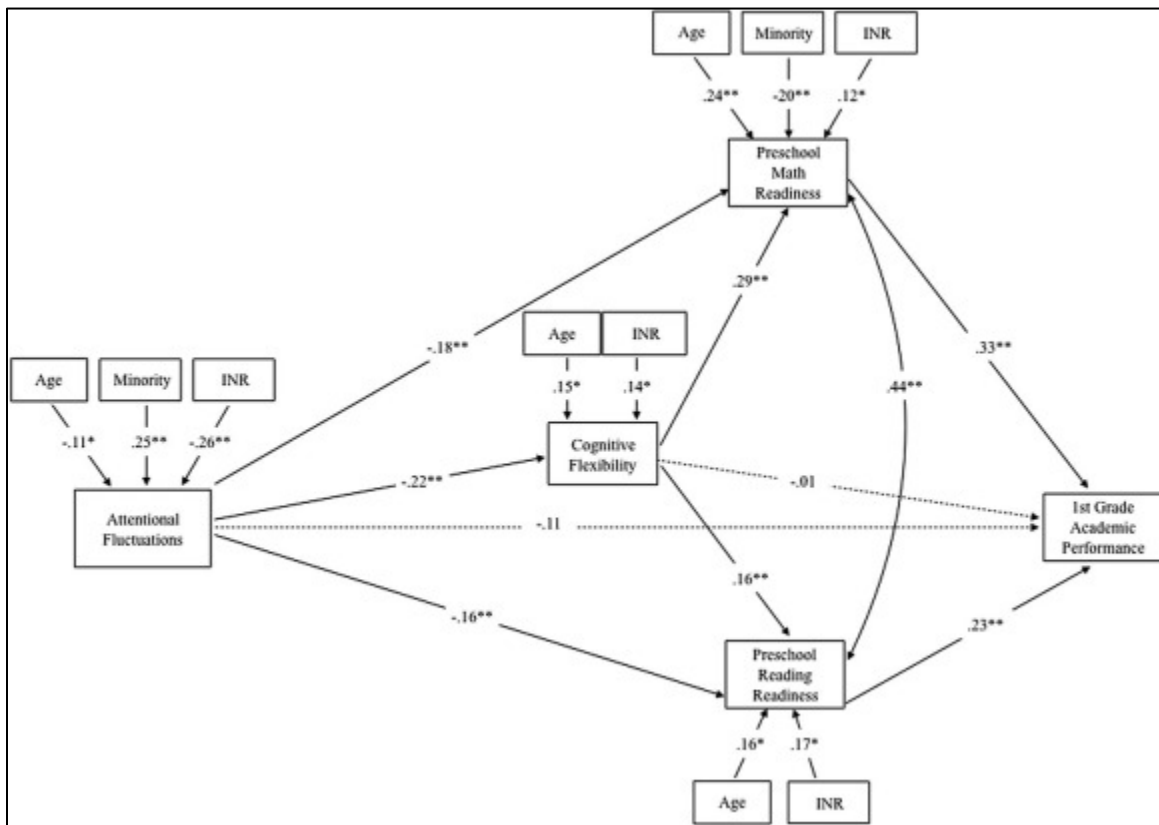 Age Minority INR
.24** -20** .12*
Preschool
Math
Readiness
.29**
-.18**
.33**
Age INR
.44**
Age Minority INR
.15* .14*
-.11* .25** -.26**
Cognitive
Flexibility
-.22**
-.01
Attentional
Fluctuations
-.11
1st Grade
Academic
Performance
.16**
-.16**
.23**
Preschool
Reading
Readiness
.16* .17*
Age INR